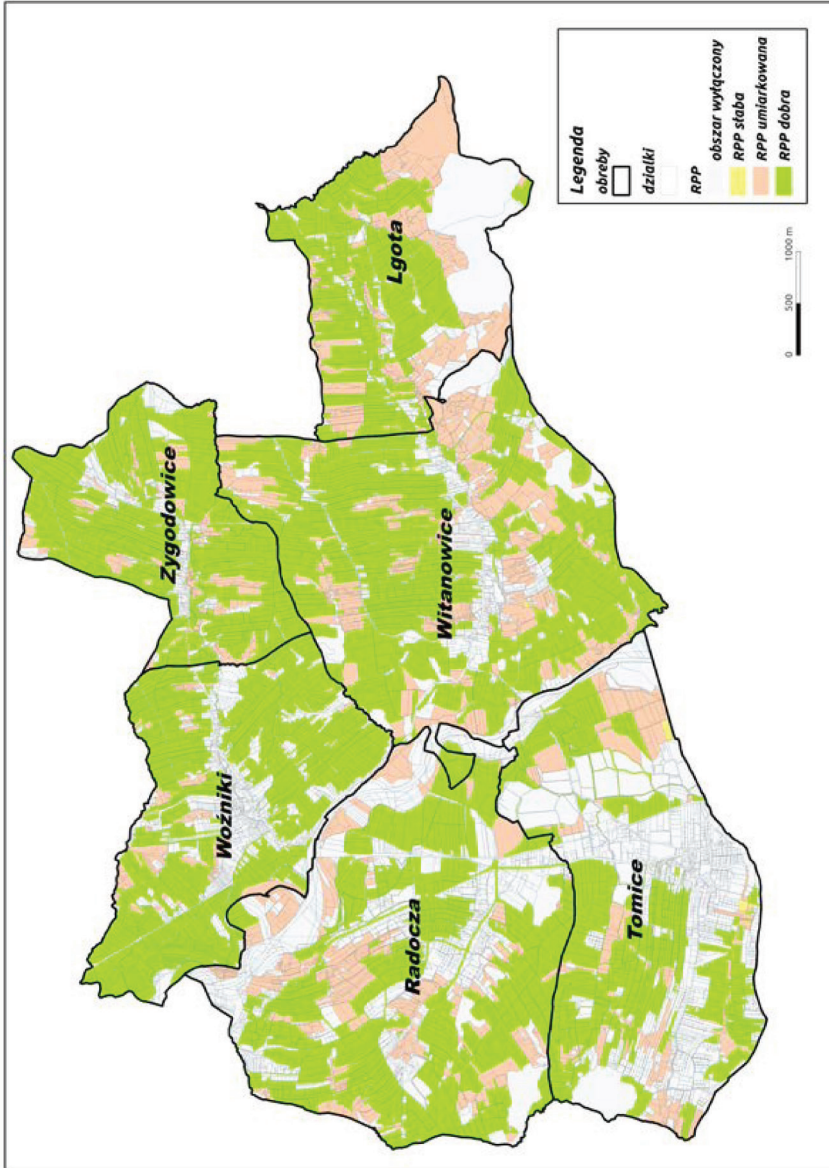 Zygodowice
Lgota
Woźniki
Witanowice
Radocza
Tomice
Legenda
obreby
działki
RPP
obszar wyłączony
RPP słaba
RPP umiarkowana
RPP dobra
0 500 1000 m